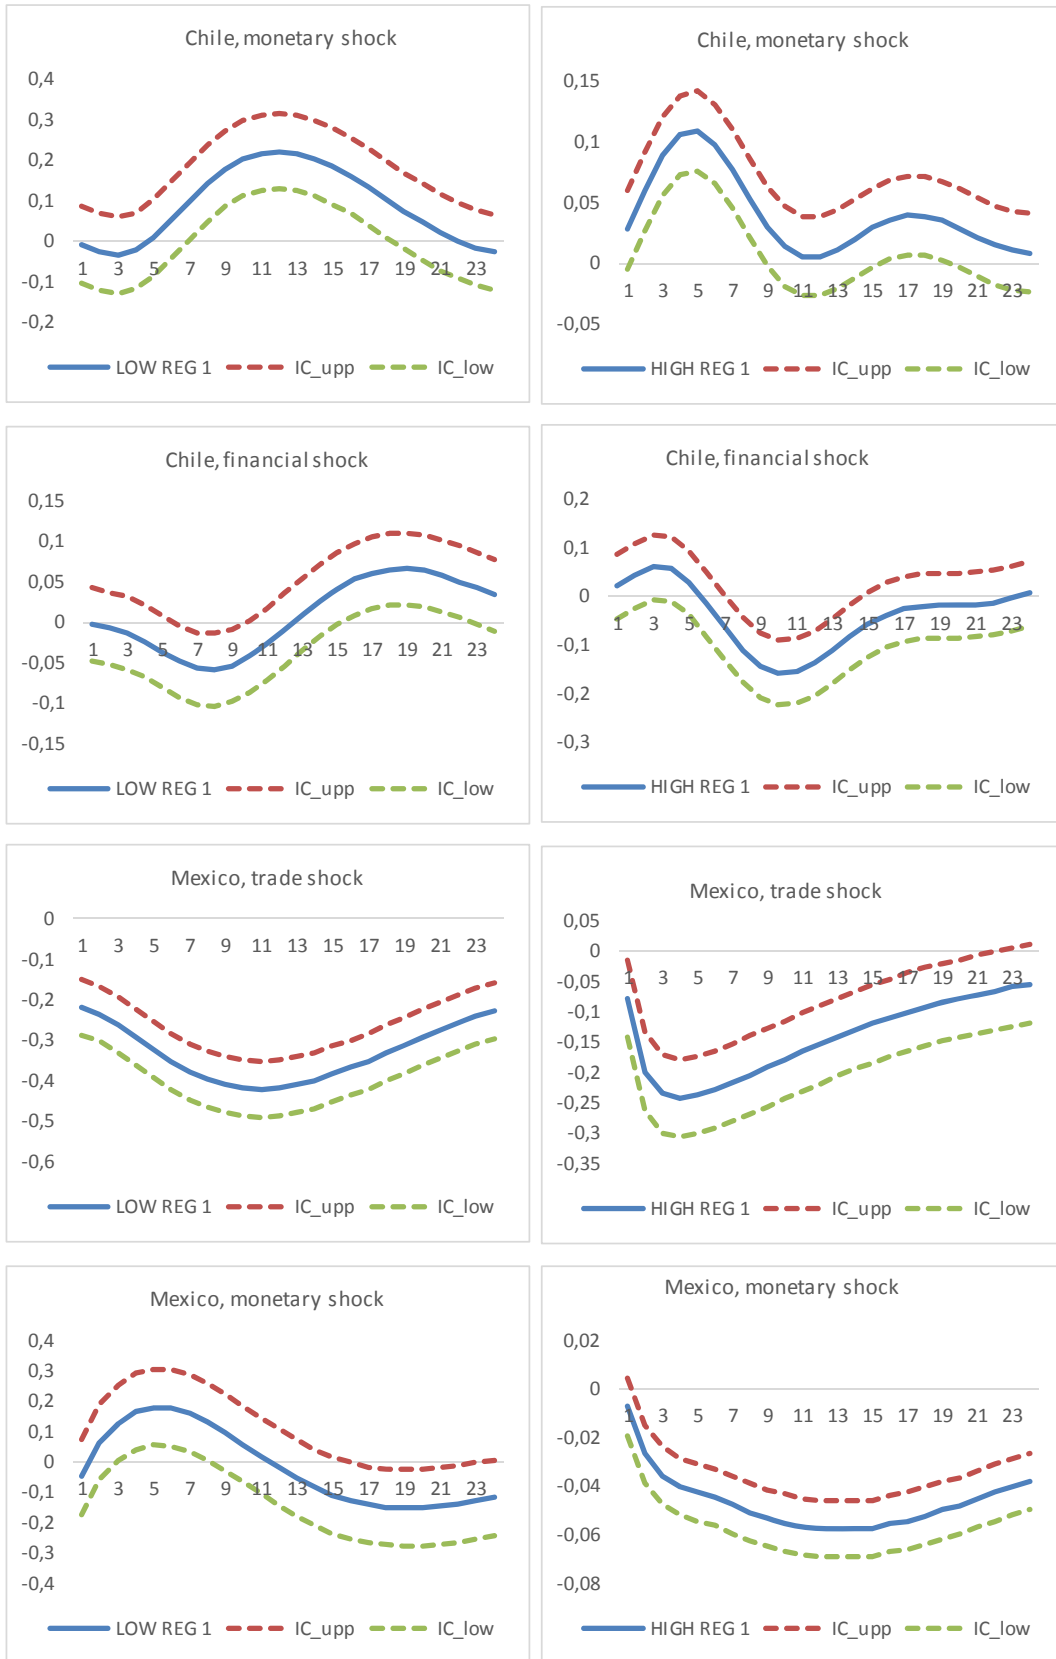 Chile, monetary shock
0,4
0,3
0,2
0,1
0
-0,1
-0,2
1 3 5 7 9 11 13 15 17 19 21 23
LOW REG 1 IC_upp IC_low
Chile, monetary shock
0,15
0,1
0,05
0
-0,05
1 3 5 7 9 11 13 15 17 19 21 23
HIGH REG 1 IC_upp IC_low
Chile, financial shock
0,15
0,1
0,05
0
-0,05
-0,1
-0,15
1 3 5 7 9 11 13 15 17 19 21 23
LOW REG 1 IC_upp IC_low
Chile, financial shock
0,2
0,1
0
-0,1
-0,2
-0,3
1 3 5 7 9 11 13 15 17 19 21 23
HIGH REG 1 IC_upp IC_low
Mexico, trade shock
0
-0,1
-0,2
-0,3
-0,4
-0,5
-0,6
1 3 5 7 9 11 13 15 17 19 21 23
LOW REG 1 IC_upp IC_low
Mexico, trade shock
0,05
0
-0,05
-0,1
-0,15
-0,2
-0,25
-0,3
-0,35
1 3 5 7 9 11 13 15 17 19 21 23
HIGH REG 1 IC_upp IC_low
Mexico, monetary shock
0,4
0,3
0,2
0,1
0
-0,1
-0,2
-0,3
-0,4
1 3 5 7 9 11 13 15 17 19 21 23
LOW REG 1 IC_upp IC_low
Mexico, monetary shock
0,02
0
-0,02
-0,04
-0,06
-0,08
1 3 5 7 9 11 13 15 17 19 21 23
HIGH REG 1 IC_upp IC_low